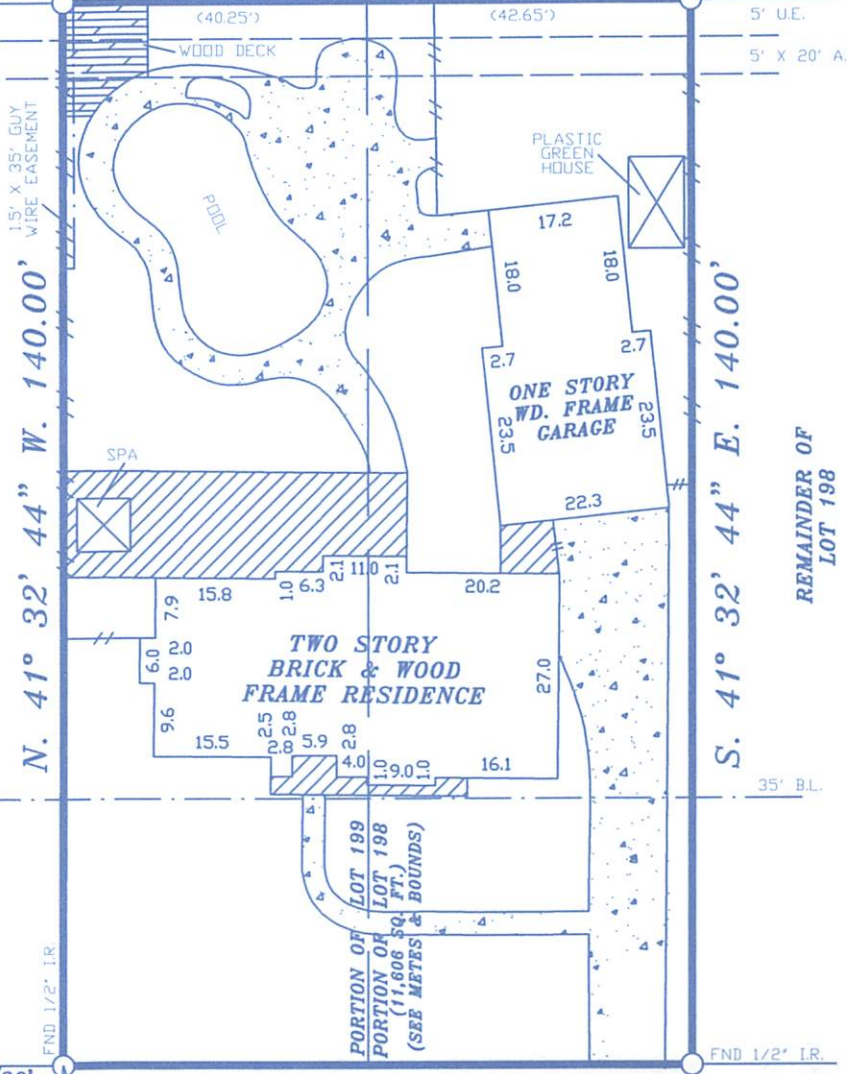 (40.25')
(42.65')
5' U.E.
WOOD DECK
5' X 20' A.
15' X 35' GUY
WIRE EASEMENT
PLASTIC
GREEN
HOUSE
POOL
17.2
18.0
18.0
2.7
2.7
ONE STORY
WD. FRAME
GARAGE
23.5
23.5
22.3
N. 41° 32' 44" W. 140.00'
S. 41° 32' 44" E. 140.00'
REMAINDER OF
LOT 198
SPA
15.8
1.0
6.3
2.1
11.0
2.1
20.2
7.9
6.0
2.0
2.0
9.6
TWO STORY
BRICK & WOOD
FRAME RESIDENCE
27.0
15.5
2.5
2.8
2.8
5.9
2.8
4.0
1.0
19.0
1.0
16.1
35' B.L.
PORTION OF LOT 199
PORTION OF LOT 198
(11,606 SQ. FT.)
(SEE METES & BOUNDS)
FND 1/2" I.R.
FND 1/2" I.R.